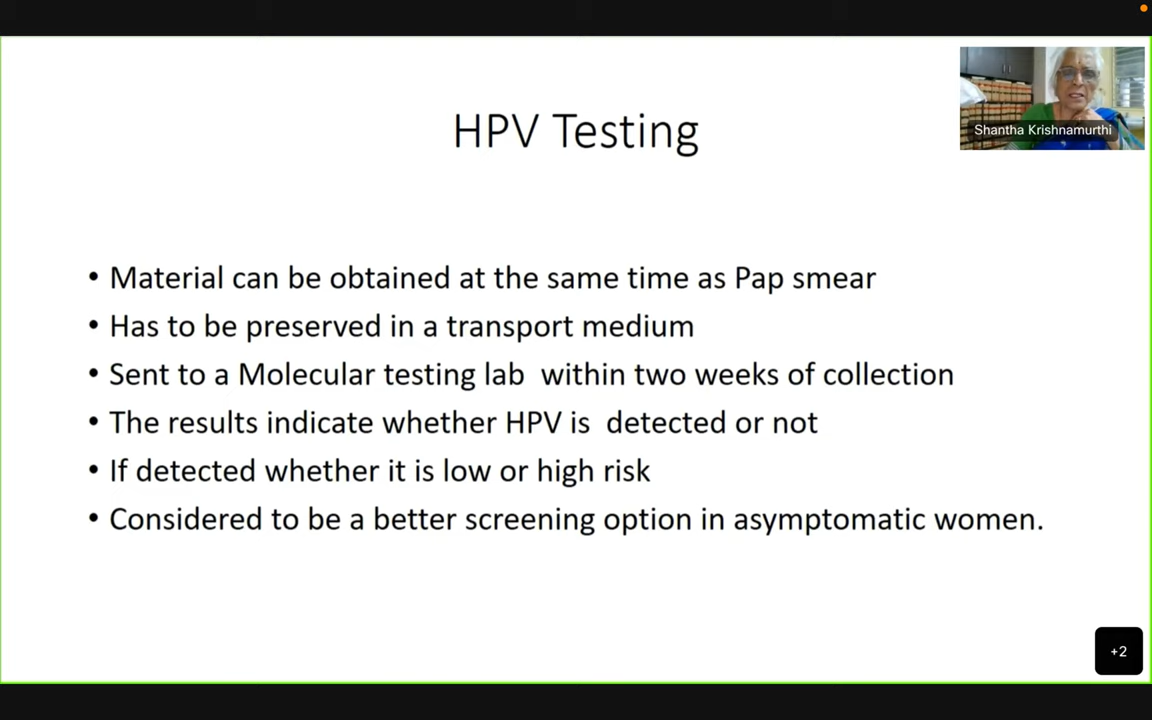 Shantha Krishnamurthi
HPV Testing
• Material can be obtained at the same time as Pap smear
• Has to be preserved in a transport medium
• Sent to a Molecular testing lab  within two weeks of collection
• The results indicate whether HPV is  detected or not
• If detected whether it is low or high risk
• Considered to be a better screening option in asymptomatic women.
+2